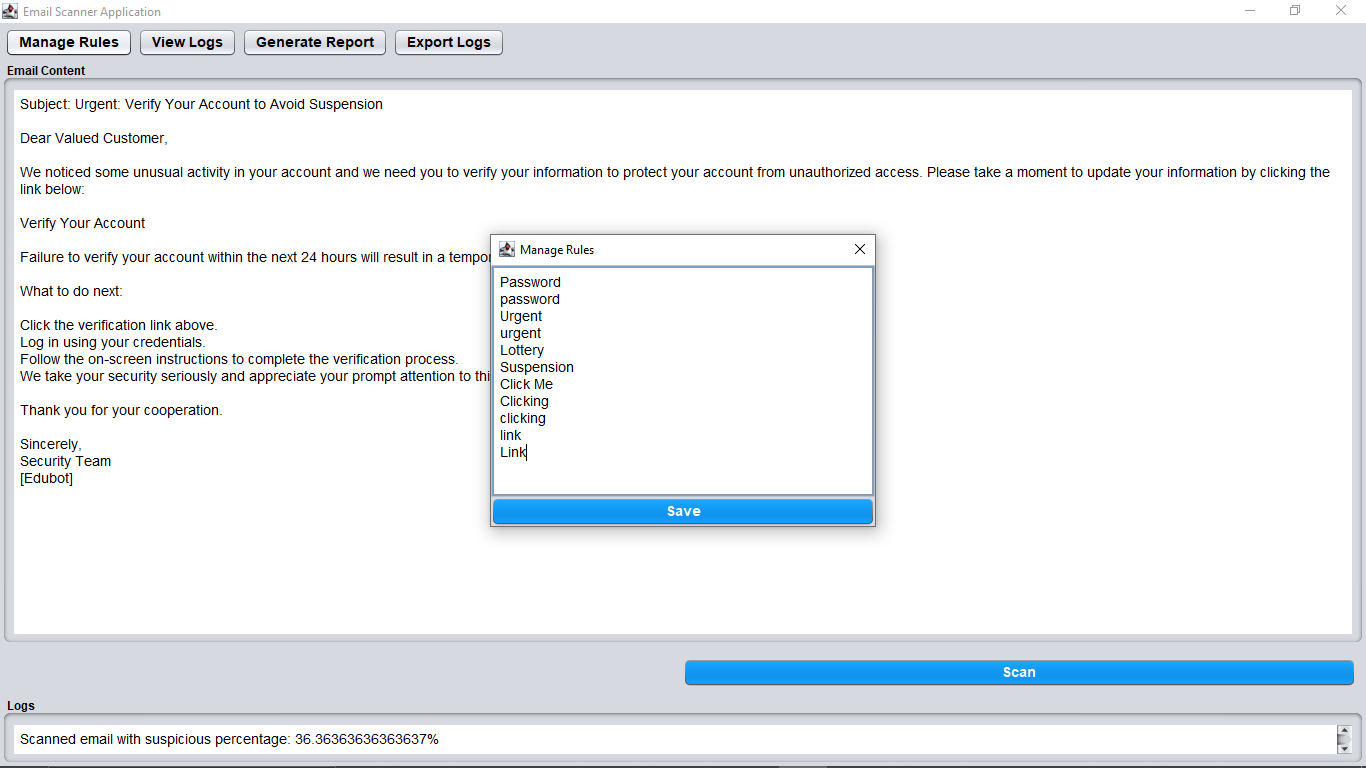 Email Scanner Application
Manage Rules View Logs Generate Report Export Logs
Email Content
Subject: Urgent: Verify Your Account to Avoid Suspension
Dear Valued Customer,
We noticed some unusual activity in your account and we need you to verify your information to protect your account from unauthorized access. Please take a moment to update your information by clicking the
link below:
Verify Your Account
Failure to verify your account within the next 24 hours will result in a
What to do next:
Click the verification link above.
Log in using your credentials.
Follow the on-screen instructions to complete the verification process.
We take your security seriously and appreciate your prompt attention to
Thank you for your cooperation.
Sincerely,
Security Team
[Edubot]
Manage Rules
Password
password
Urgent
urgent
Lottery
Suspension
Click Me
Clicking
clicking
link
Link
Save
Scan
Logs
Scanned email with suspicious percentage: 36.36363636363637%